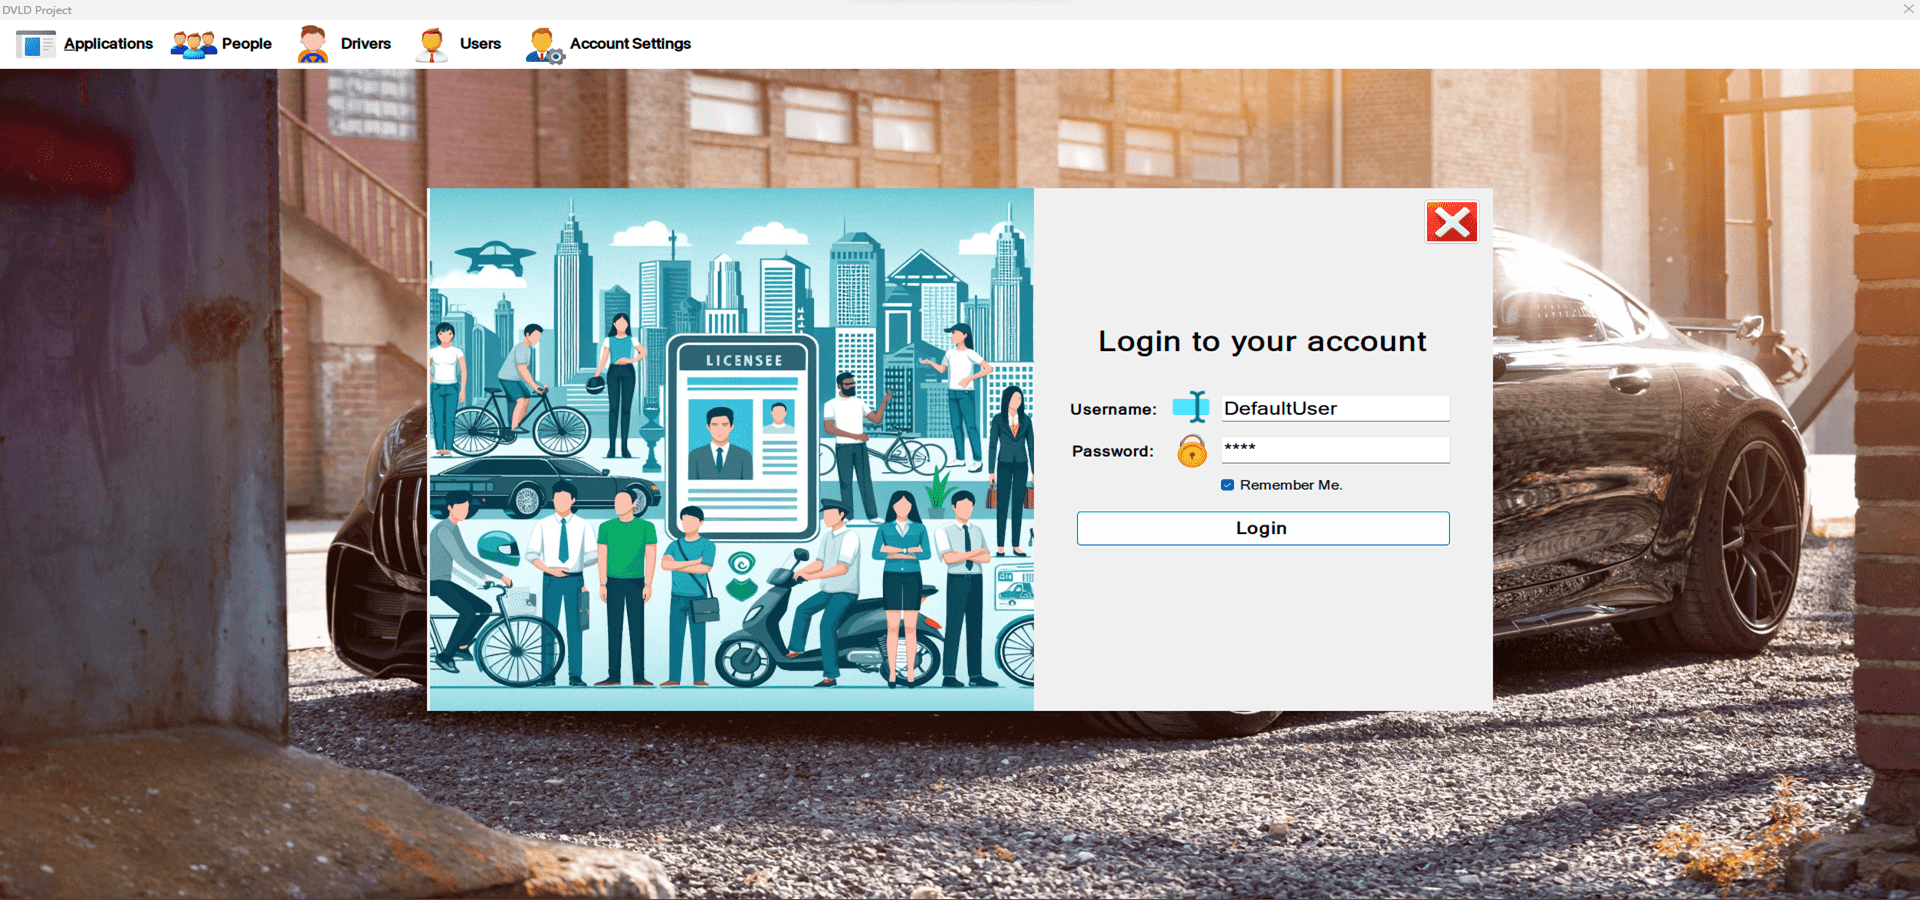 DVLD Project
Applications People Drivers Users Account Settings
LICENSEE
Login to your account
Username: DefaultUser
Password: ****
Remember Me.
Login